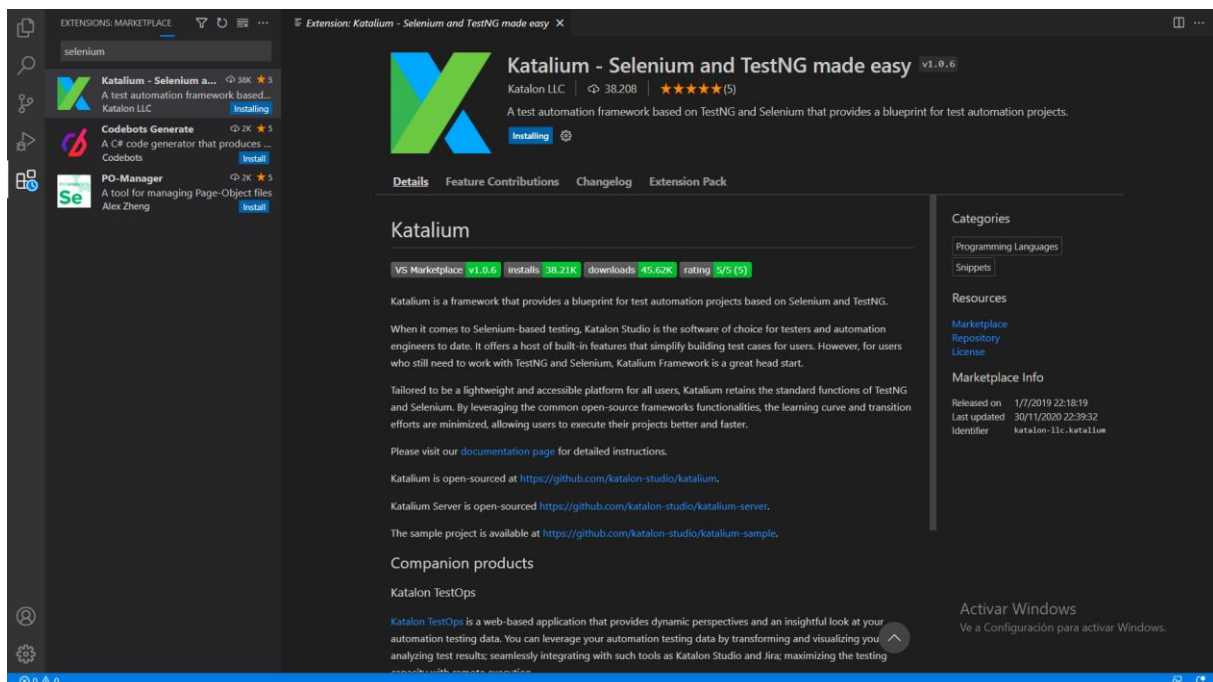 EXTENSIONS: MARKETPLACE
selenium
Katalium - Selenium a... 38K ★ 5
A test automation framework based...
Katalon LLC Installing
Codebots Generate 2K ★ 5
A C# code generator that produces ...
Codebots Install
PO-Manager 2K ★ 5
A tool for managing Page-Object files
Alex Zheng Install
Se
Extension: Katalium - Selenium and TestNG made easy ×
Katalium - Selenium and TestNG made easy v1.0.6
Katalon LLC | 38.208 | ★★★★★(5)
A test automation framework based on TestNG and Selenium that provides a blueprint for test automation projects.
Installing
Details Feature Contributions Changelog Extension Pack
Katalium
VS Marketplace v1.0.6 installs 38.21K downloads 45.62K rating 5/5 (5)
Katalium is a framework that provides a blueprint for test automation projects based on Selenium and TestNG.
When it comes to Selenium-based testing, Katalon Studio is the software of choice for testers and automation
engineers to date. It offers a host of built-in features that simplify building test cases for users. However, for users
who still need to work with TestNG and Selenium, Katalium Framework is a great head start.
Tailored to be a lightweight and accessible platform for all users, Katalium retains the standard functions of TestNG
and Selenium. By leveraging the common open-source frameworks functionalities, the learning curve and transition
efforts are minimized, allowing users to execute their projects better and faster.
Please visit our documentation page for detailed instructions.
Katalium is open-sourced at https://github.com/katalon-studio/katalium.
Katalium Server is open-sourced https://github.com/katalon-studio/katalium-server.
The sample project is available at https://github.com/katalon-studio/katalium-sample.
Companion products
Katalon TestOps
Katalon TestOps is a web-based application that provides dynamic perspectives and an insightful look at your
automation testing data. You can leverage your automation testing data by transforming and visualizing you
analyzing test results; seamlessly integrating with such tools as Katalon Studio and Jira; maximizing the testing
capacity with remote execution.
Categories
Programming Languages
Snippets
Resources
Marketplace
Repository
License
Marketplace Info
Released on 1/7/2019 22:18:19
Last updated 30/11/2020 22:39:32
Identifier katalon-llc.katalium
Activar Windows
Ve a Configuración para activar Windows.
0 0